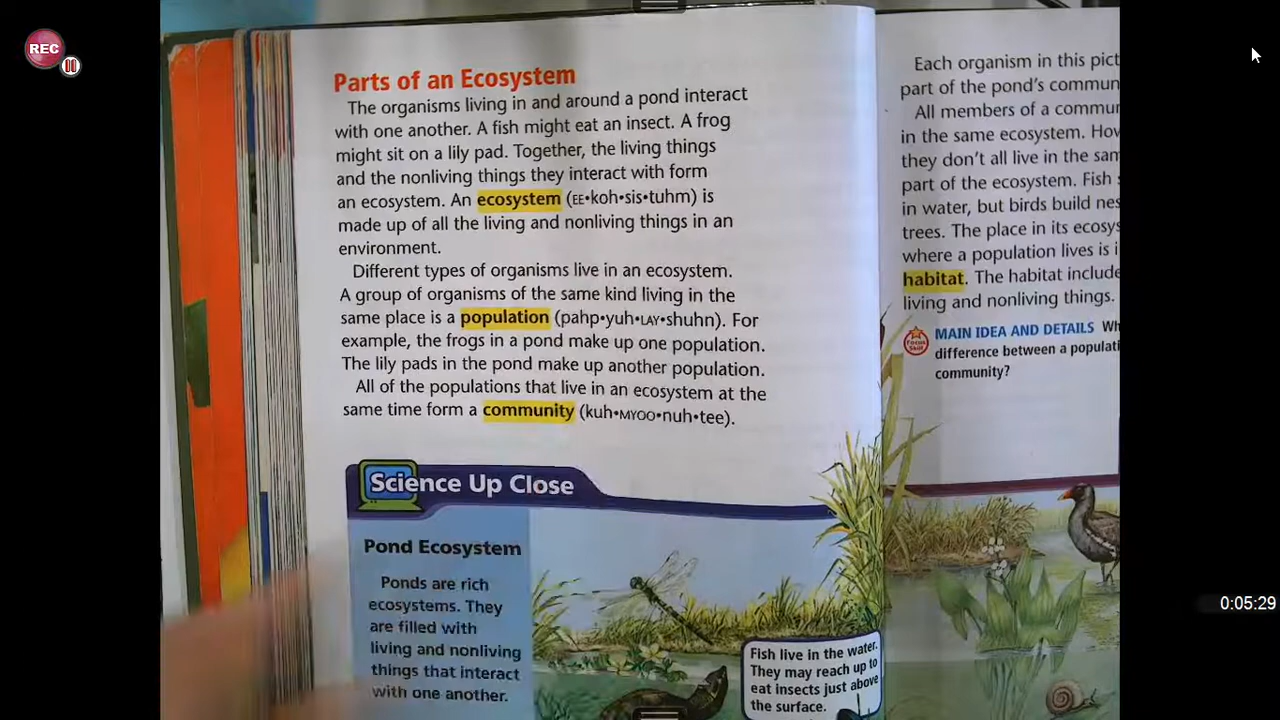 REC
Parts of an Ecosystem
The organisms living in and around a pond interact
with one another. A fish might eat an insect. A frog
might sit on a lily pad. Together, the living things
and the nonliving things they interact with form
an ecosystem. An ecosystem (EE•koh•sis•tuhm) is
made up of all the living and nonliving things in an
environment.
Different types of organisms live in an ecosystem.
A group of organisms of the same kind living in the
same place is a population (pahp•yuh•LAY•shuhn). For
example, the frogs in a pond make up one population.
The lily pads in the pond make up another population.
All of the populations that live in an ecosystem at the
same time form a community (kuh•MYOO•nuh•tee).
Science Up Close
Pond Ecosystem
Ponds are rich
ecosystems. They
are filled with
living and nonliving
things that interact
with one another.
Fish live in the water.
They may reach up to
eat insects just above
the surface.
Each organism in this
part of the pond's
All members of a
in the same ecosystem.
they don't all live in the
part of the ecosystem. Fish
in water, but birds build
trees. The place in its
where a population lives is
habitat. The habitat
living and nonliving things.
Focus Skill
MAIN IDEA AND DETAILS
difference between a
community?
0:05:29